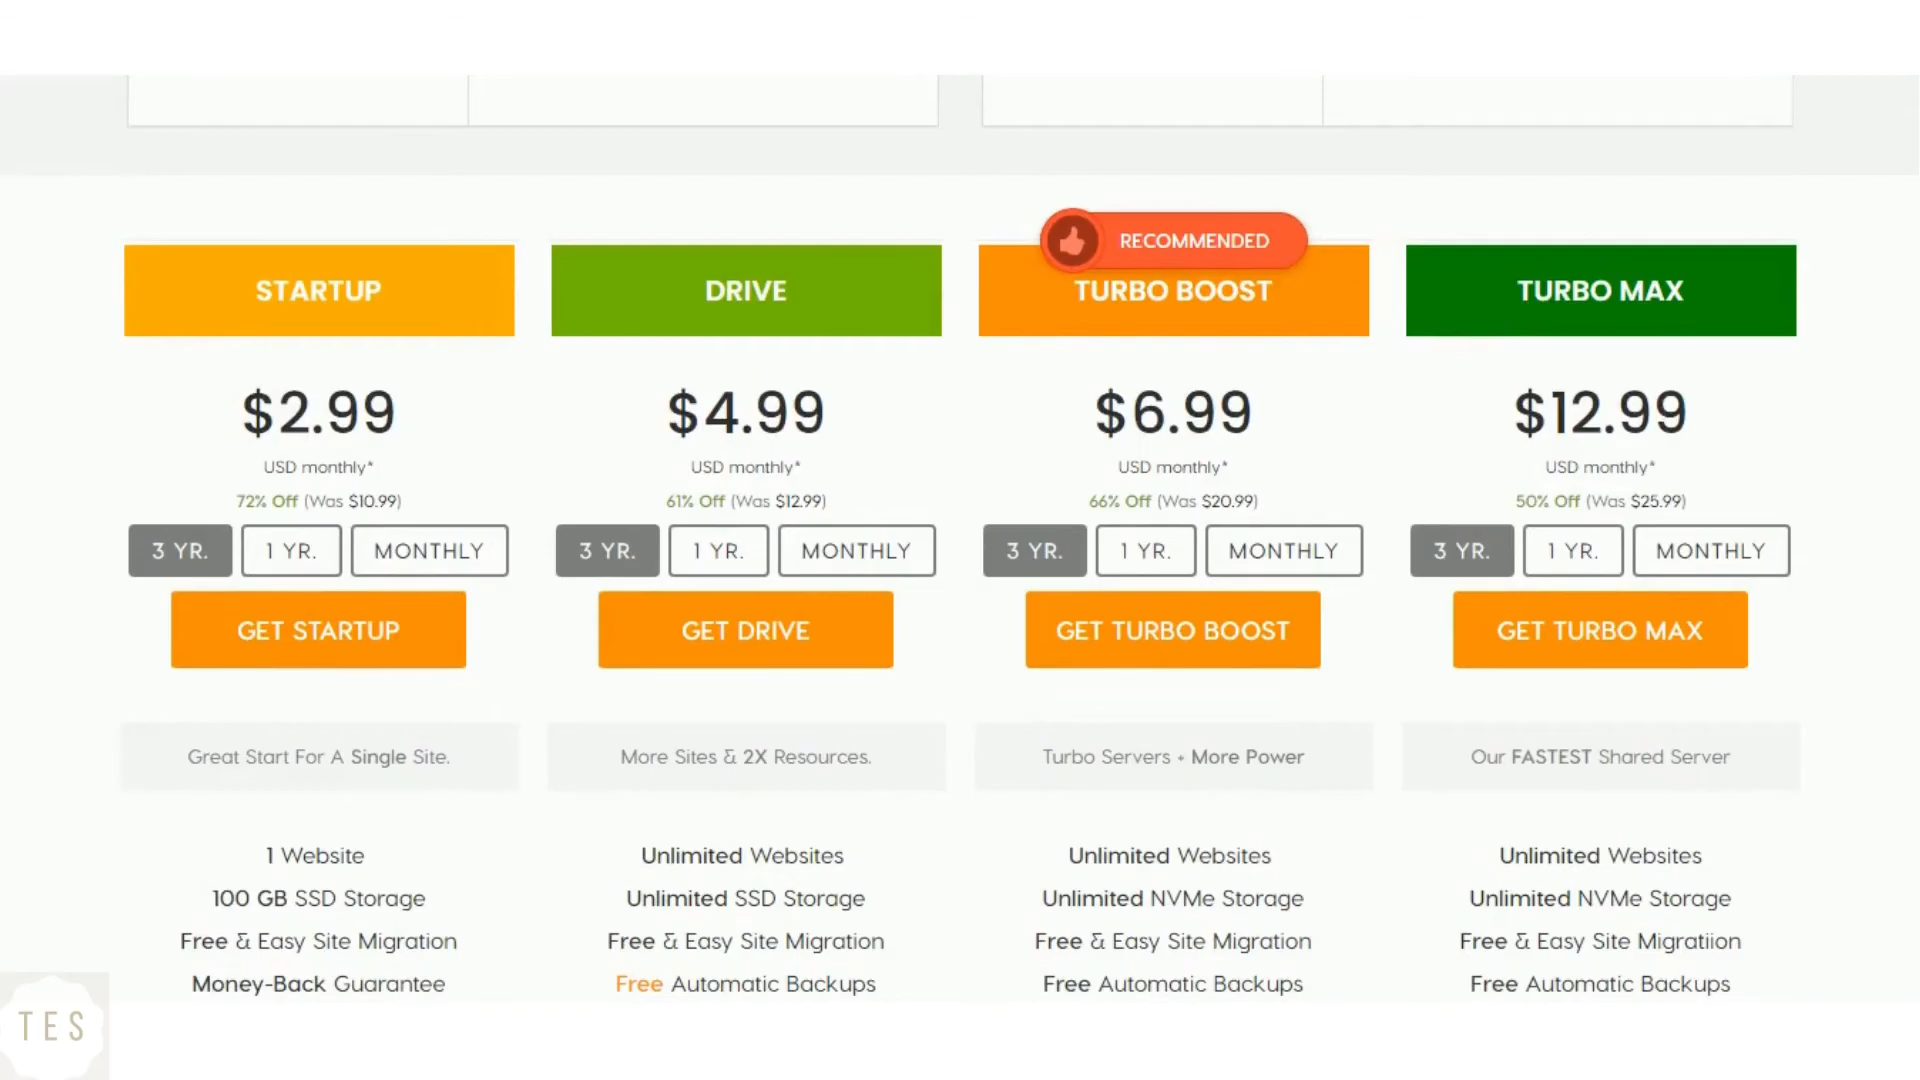 STARTUP
$2.99
USD monthly*
72% Off (Was $10.99)
3 YR. 1 YR. MONTHLY
GET STARTUP
Great Start For A Single Site.
1 Website
100 GB SSD Storage
Free & Easy Site Migration
Money-Back Guarantee
DRIVE
$4.99
USD monthly*
61% Off (Was $12.99)
3 YR. 1 YR. MONTHLY
GET DRIVE
More Sites & 2X Resources.
Unlimited Websites
Unlimited SSD Storage
Free & Easy Site Migration
Free Automatic Backups
RECOMMENDED
TURBO BOOST
$6.99
USD monthly*
66% Off (Was $20.99)
3 YR. 1 YR. MONTHLY
GET TURBO BOOST
Turbo Servers + More Power
Unlimited Websites
Unlimited NVMe Storage
Free & Easy Site Migration
Free Automatic Backups
TURBO MAX
$12.99
USD monthly*
50% Off (Was $25.99)
3 YR. 1 YR. MONTHLY
GET TURBO MAX
Our FASTEST Shared Server
Unlimited Websites
Unlimited NVMe Storage
Free & Easy Site Migratiion
Free Automatic Backups
TES